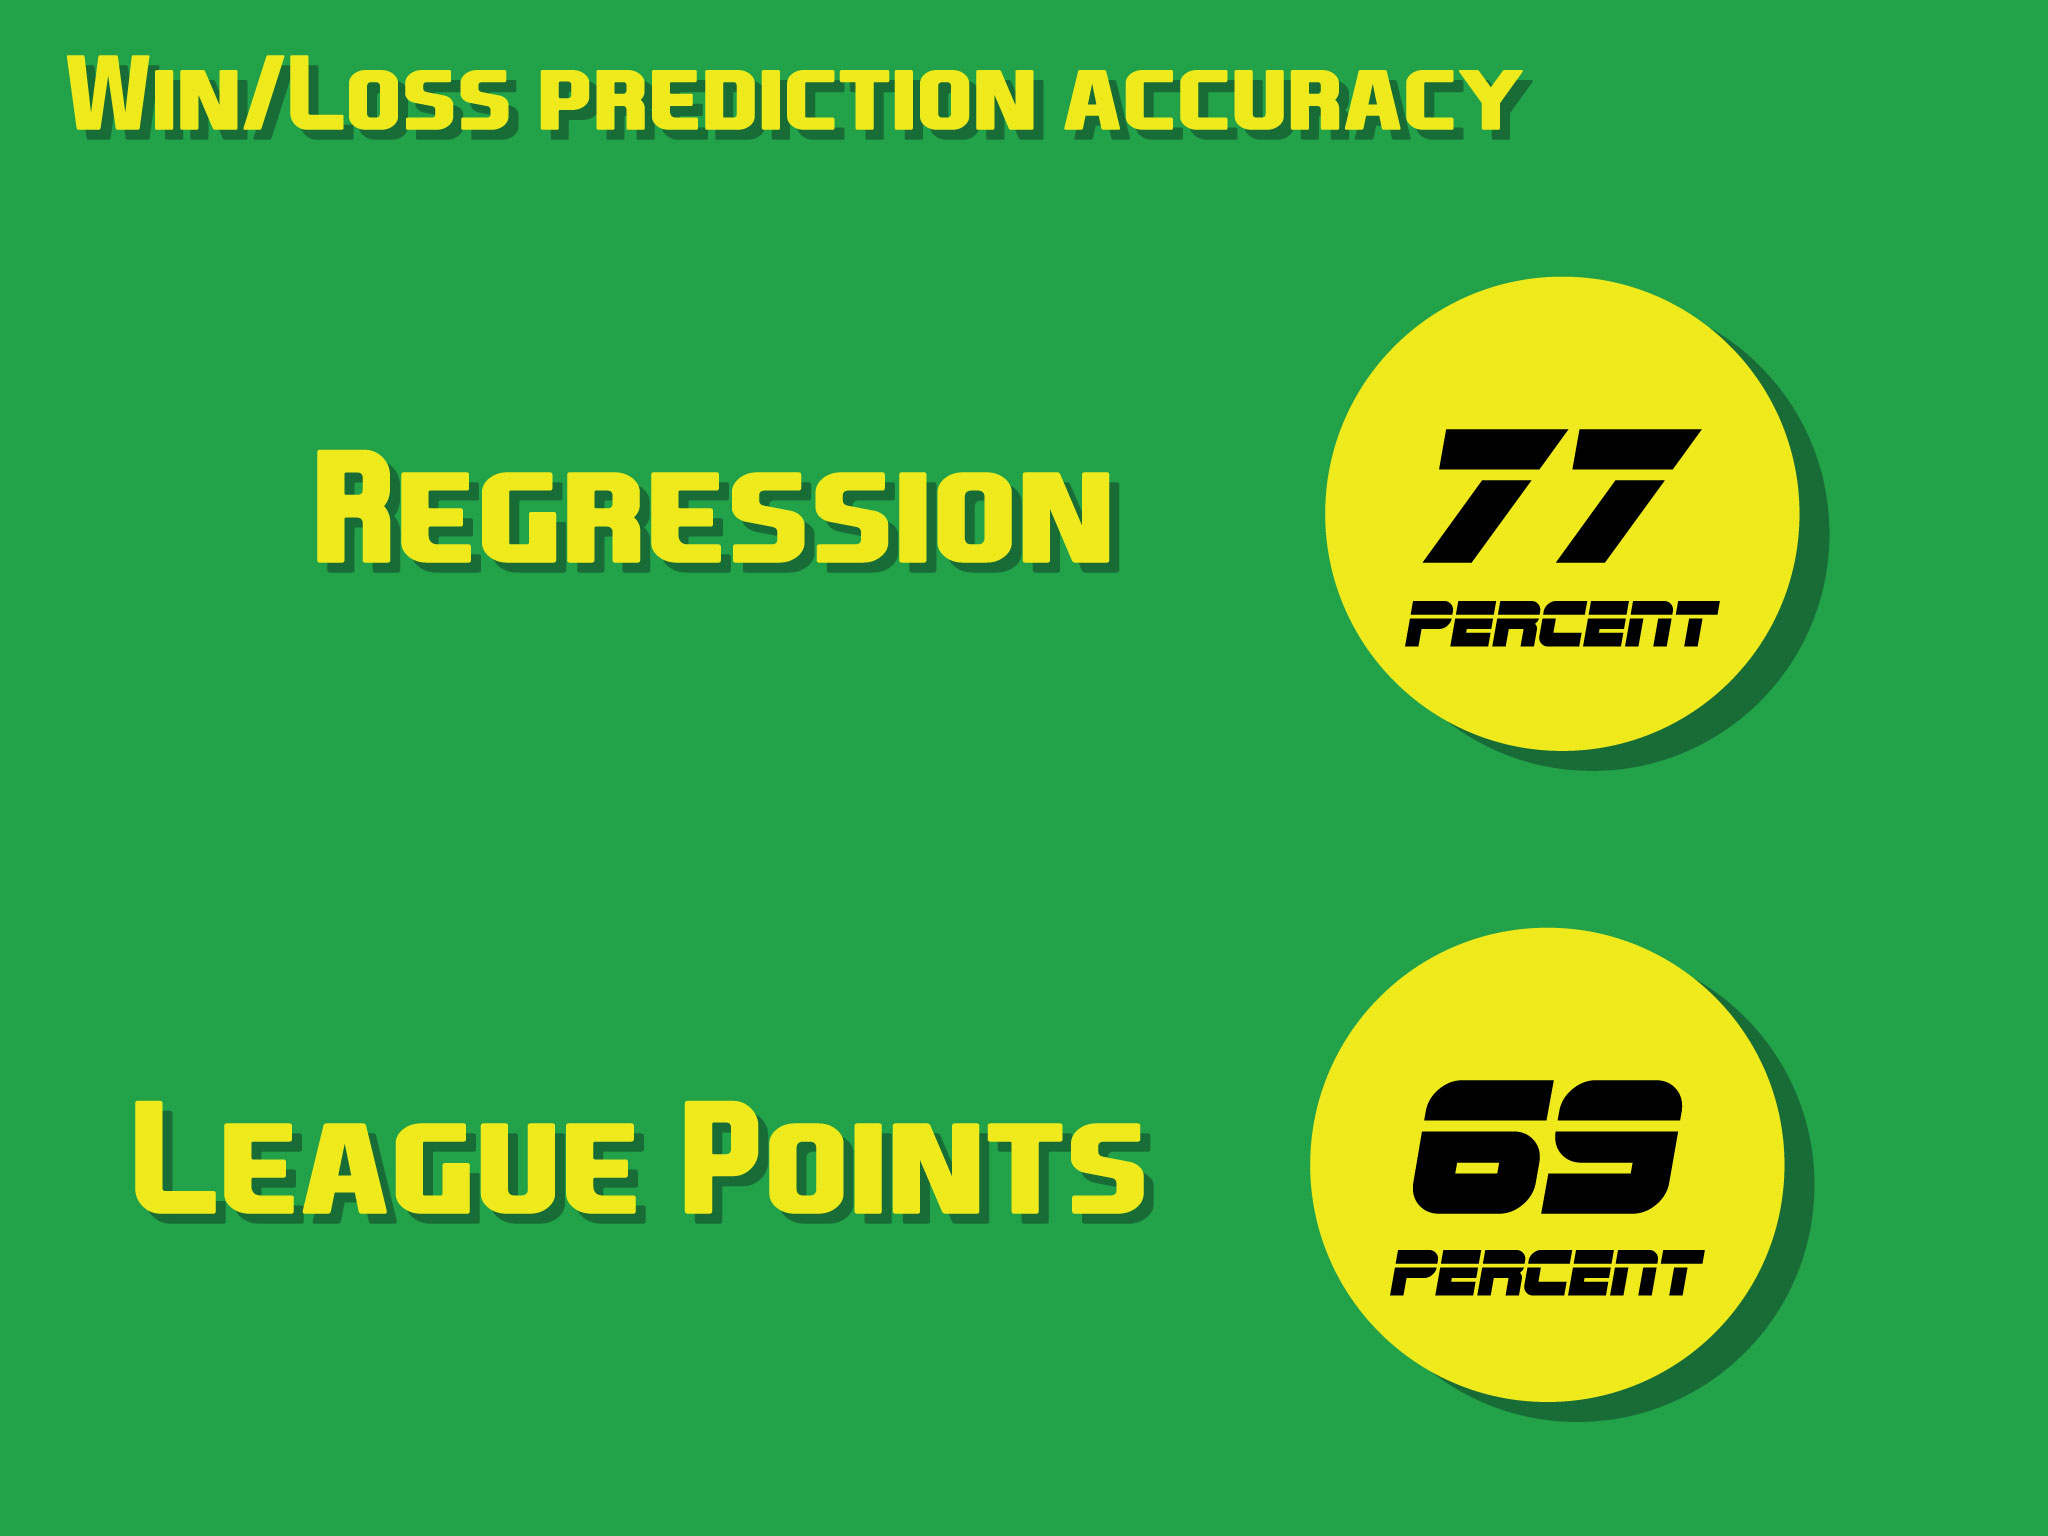 Win/Loss prediction accuracy
Regression
77
PERCENT
League Points
69
PERCENT